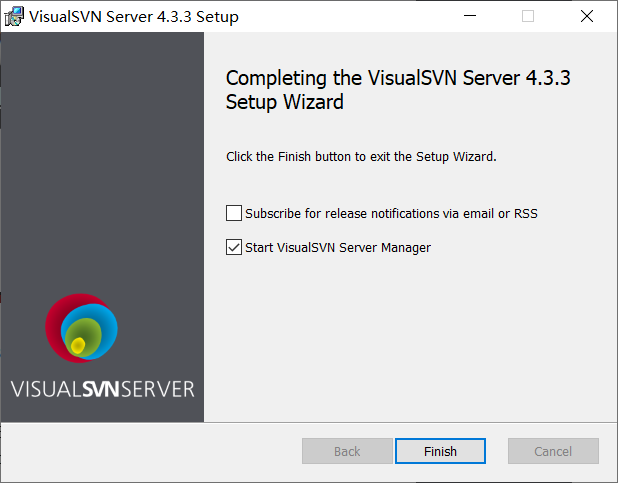 VisualSVN Server 4.3.3 Setup
Completing the VisualSVN Server 4.3.3
Setup Wizard
Click the Finish button to exit the Setup Wizard.
Subscribe for release notifications via email or RSS
Start VisualSVN Server Manager
VISUALSVNSERVER
Back
Finish
Cancel